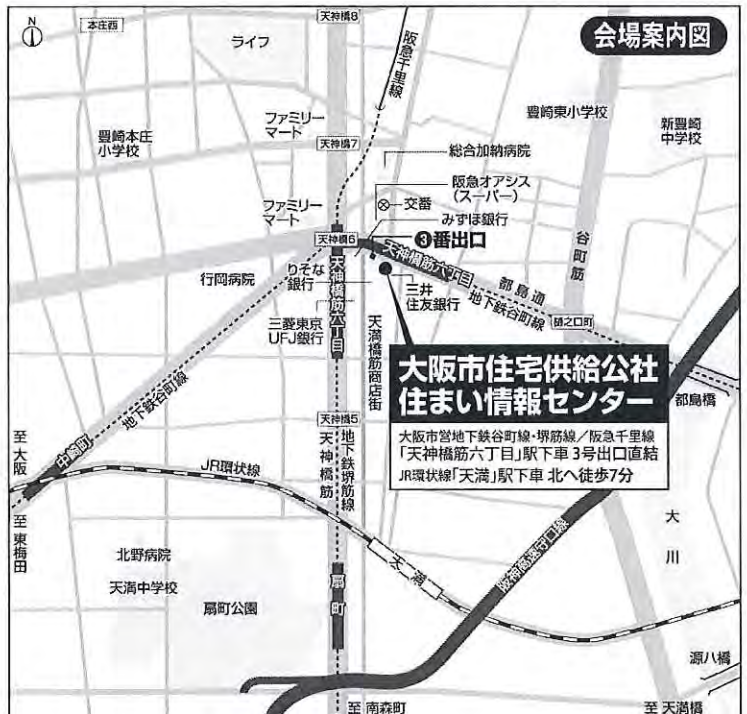 会場案内図
N
本庄西
天神橋8
ライフ
阪急千里線
豊崎東小学校
新豊崎
中学校
豊崎本庄
小学校
ファミリー
マート
天神橋7
総合加納病院
阪急オアシス
(スーパー)
交番
みずほ銀行
ファミリー
マート
天神橋6
❸番出口
谷町筋
行岡病院
りそな
銀行
天神橋筋六丁目
天神橋筋六丁目
都島通
地下鉄谷町線
三井
住友銀行
三菱東京
UFJ銀行
天満橋筋商店街
樋之口町
大阪市住宅供給公社
住まい情報センター
大阪市営地下鉄谷町線・堺筋線／阪急千里線
「天神橋筋六丁目」駅下車 3号出口直結
JR環状線「天満」駅下車 北へ徒歩7分
都島橋
地下鉄谷町線
天神橋5
至 大阪
中崎町
JR環状線
天神橋筋
地下鉄堺筋線
至 東梅田
大川
北野病院
天満中学校
扇町公園
扇町
天満
阪神高速守口線
源八橋
至 南森町
至 天満橋